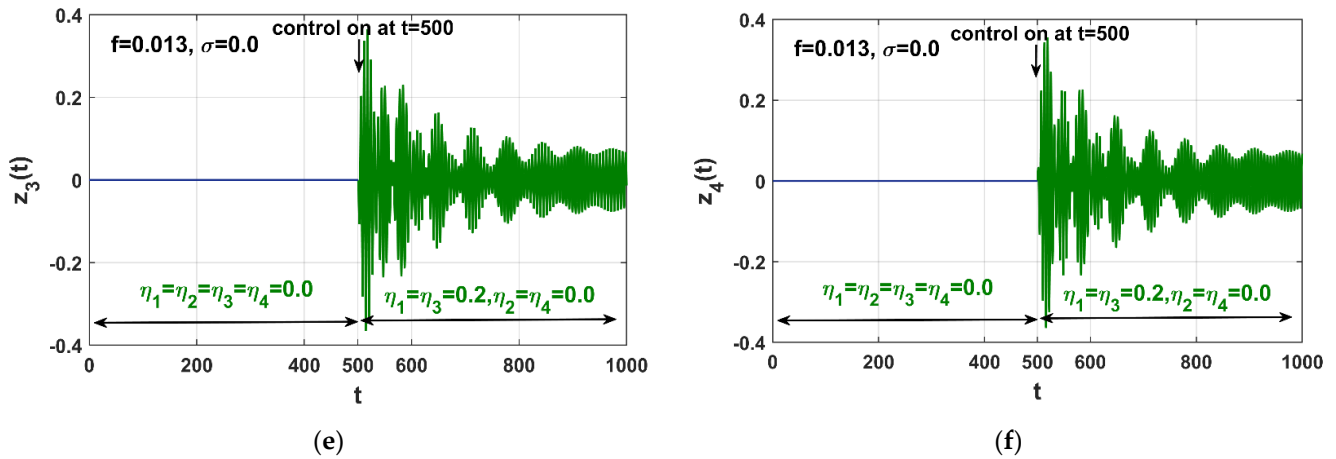 control on at t=500
f=0.013, σ=0.0
0.4
0.2
0
-0.2
-0.4
z₃(t)
η₁=η₂=η₃=η₄=0.0
η₁=η₃=0.2,η₂=η₄=0.0
0 200 400 500 600 800 1000
t
(e)
control on at t=500
f=0.013, σ=0.0
0.4
0.2
0
-0.2
-0.4
z₄(t)
η₁=η₂=η₃=η₄=0.0
η₁=η₃=0.2,η₂=η₄=0.0
0 200 400 500 600 800 1000
t
(f)